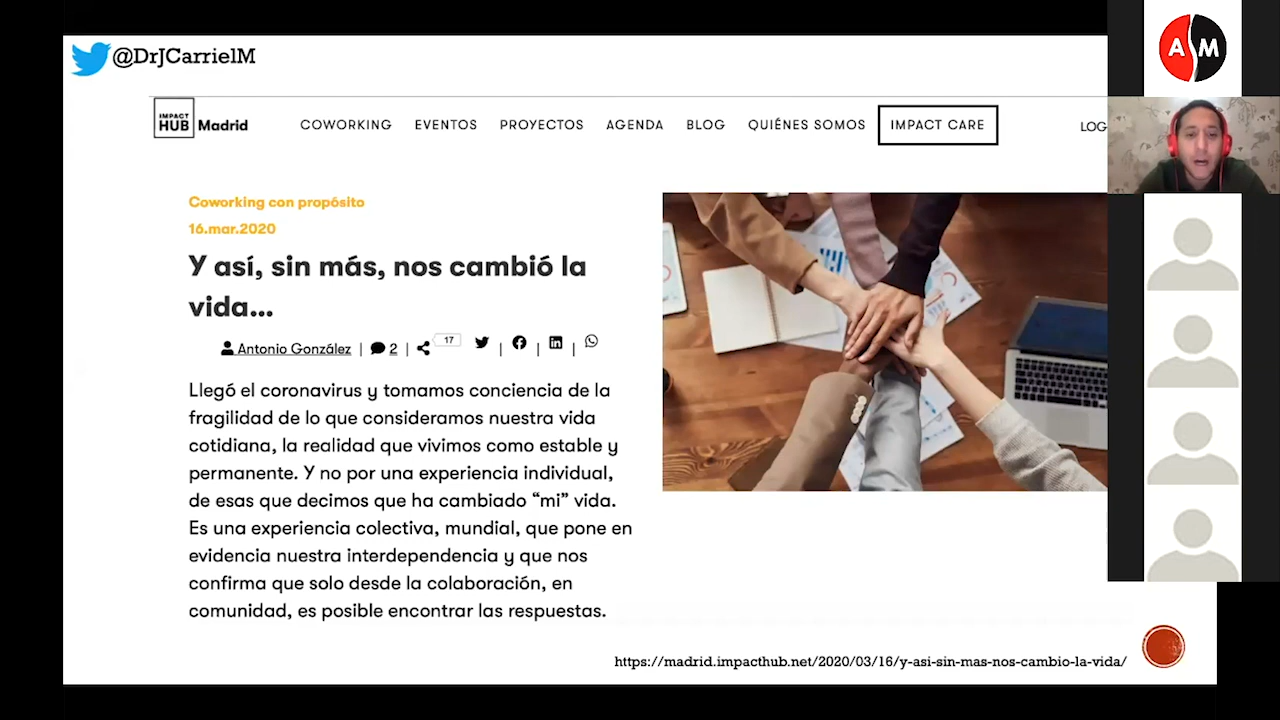 @DrJCarrielM
IMPACT HUB Madrid
COWORKING EVENTOS PROYECTOS AGENDA BLOG QUIÉNES SOMOS IMPACT CARE LOG
Coworking con propósito
16.mar.2020
Y así, sin más, nos cambió la
vida...
Antonio González | 2 | 17 | | |
Llegó el coronavirus y tomamos conciencia de la
fragilidad de lo que consideramos nuestra vida
cotidiana, la realidad que vivimos como estable y
permanente. Y no por una experiencia individual,
de esas que decimos que ha cambiado “mi” vida.
Es una experiencia colectiva, mundial, que pone en
evidencia nuestra interdependencia y que nos
confirma que solo desde la colaboración, en
comunidad, es posible encontrar las respuestas.
https://madrid.impacthub.net/2020/03/16/y-asi-sin-mas-nos-cambio-la-vida/
A M